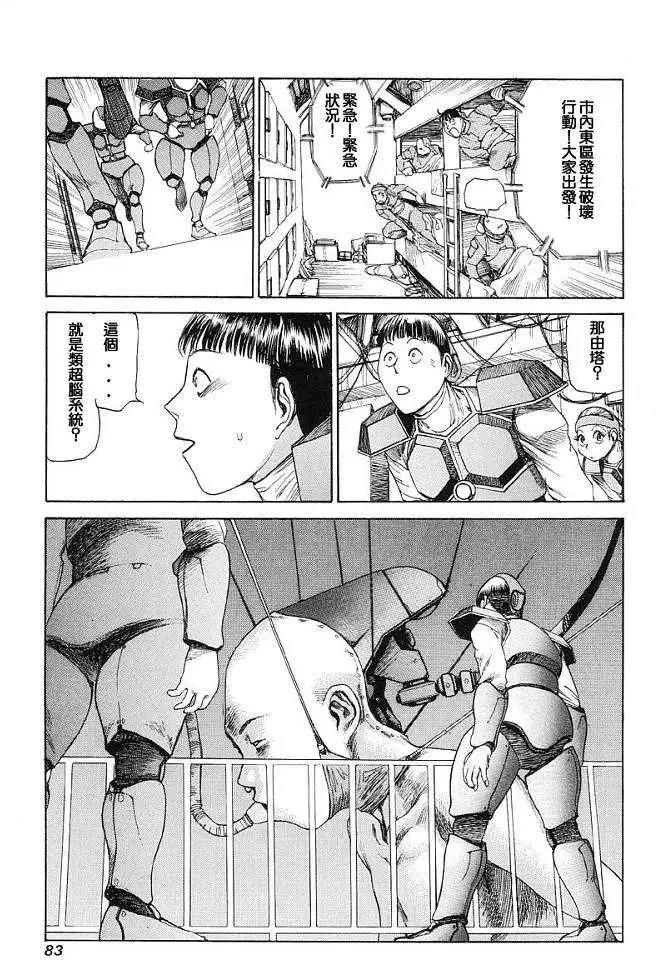 市內東區發生破壞
行動！大家出發！
緊急！緊急
狀況！
那由塔？
這個
．．．
就是類超腦系統？
83